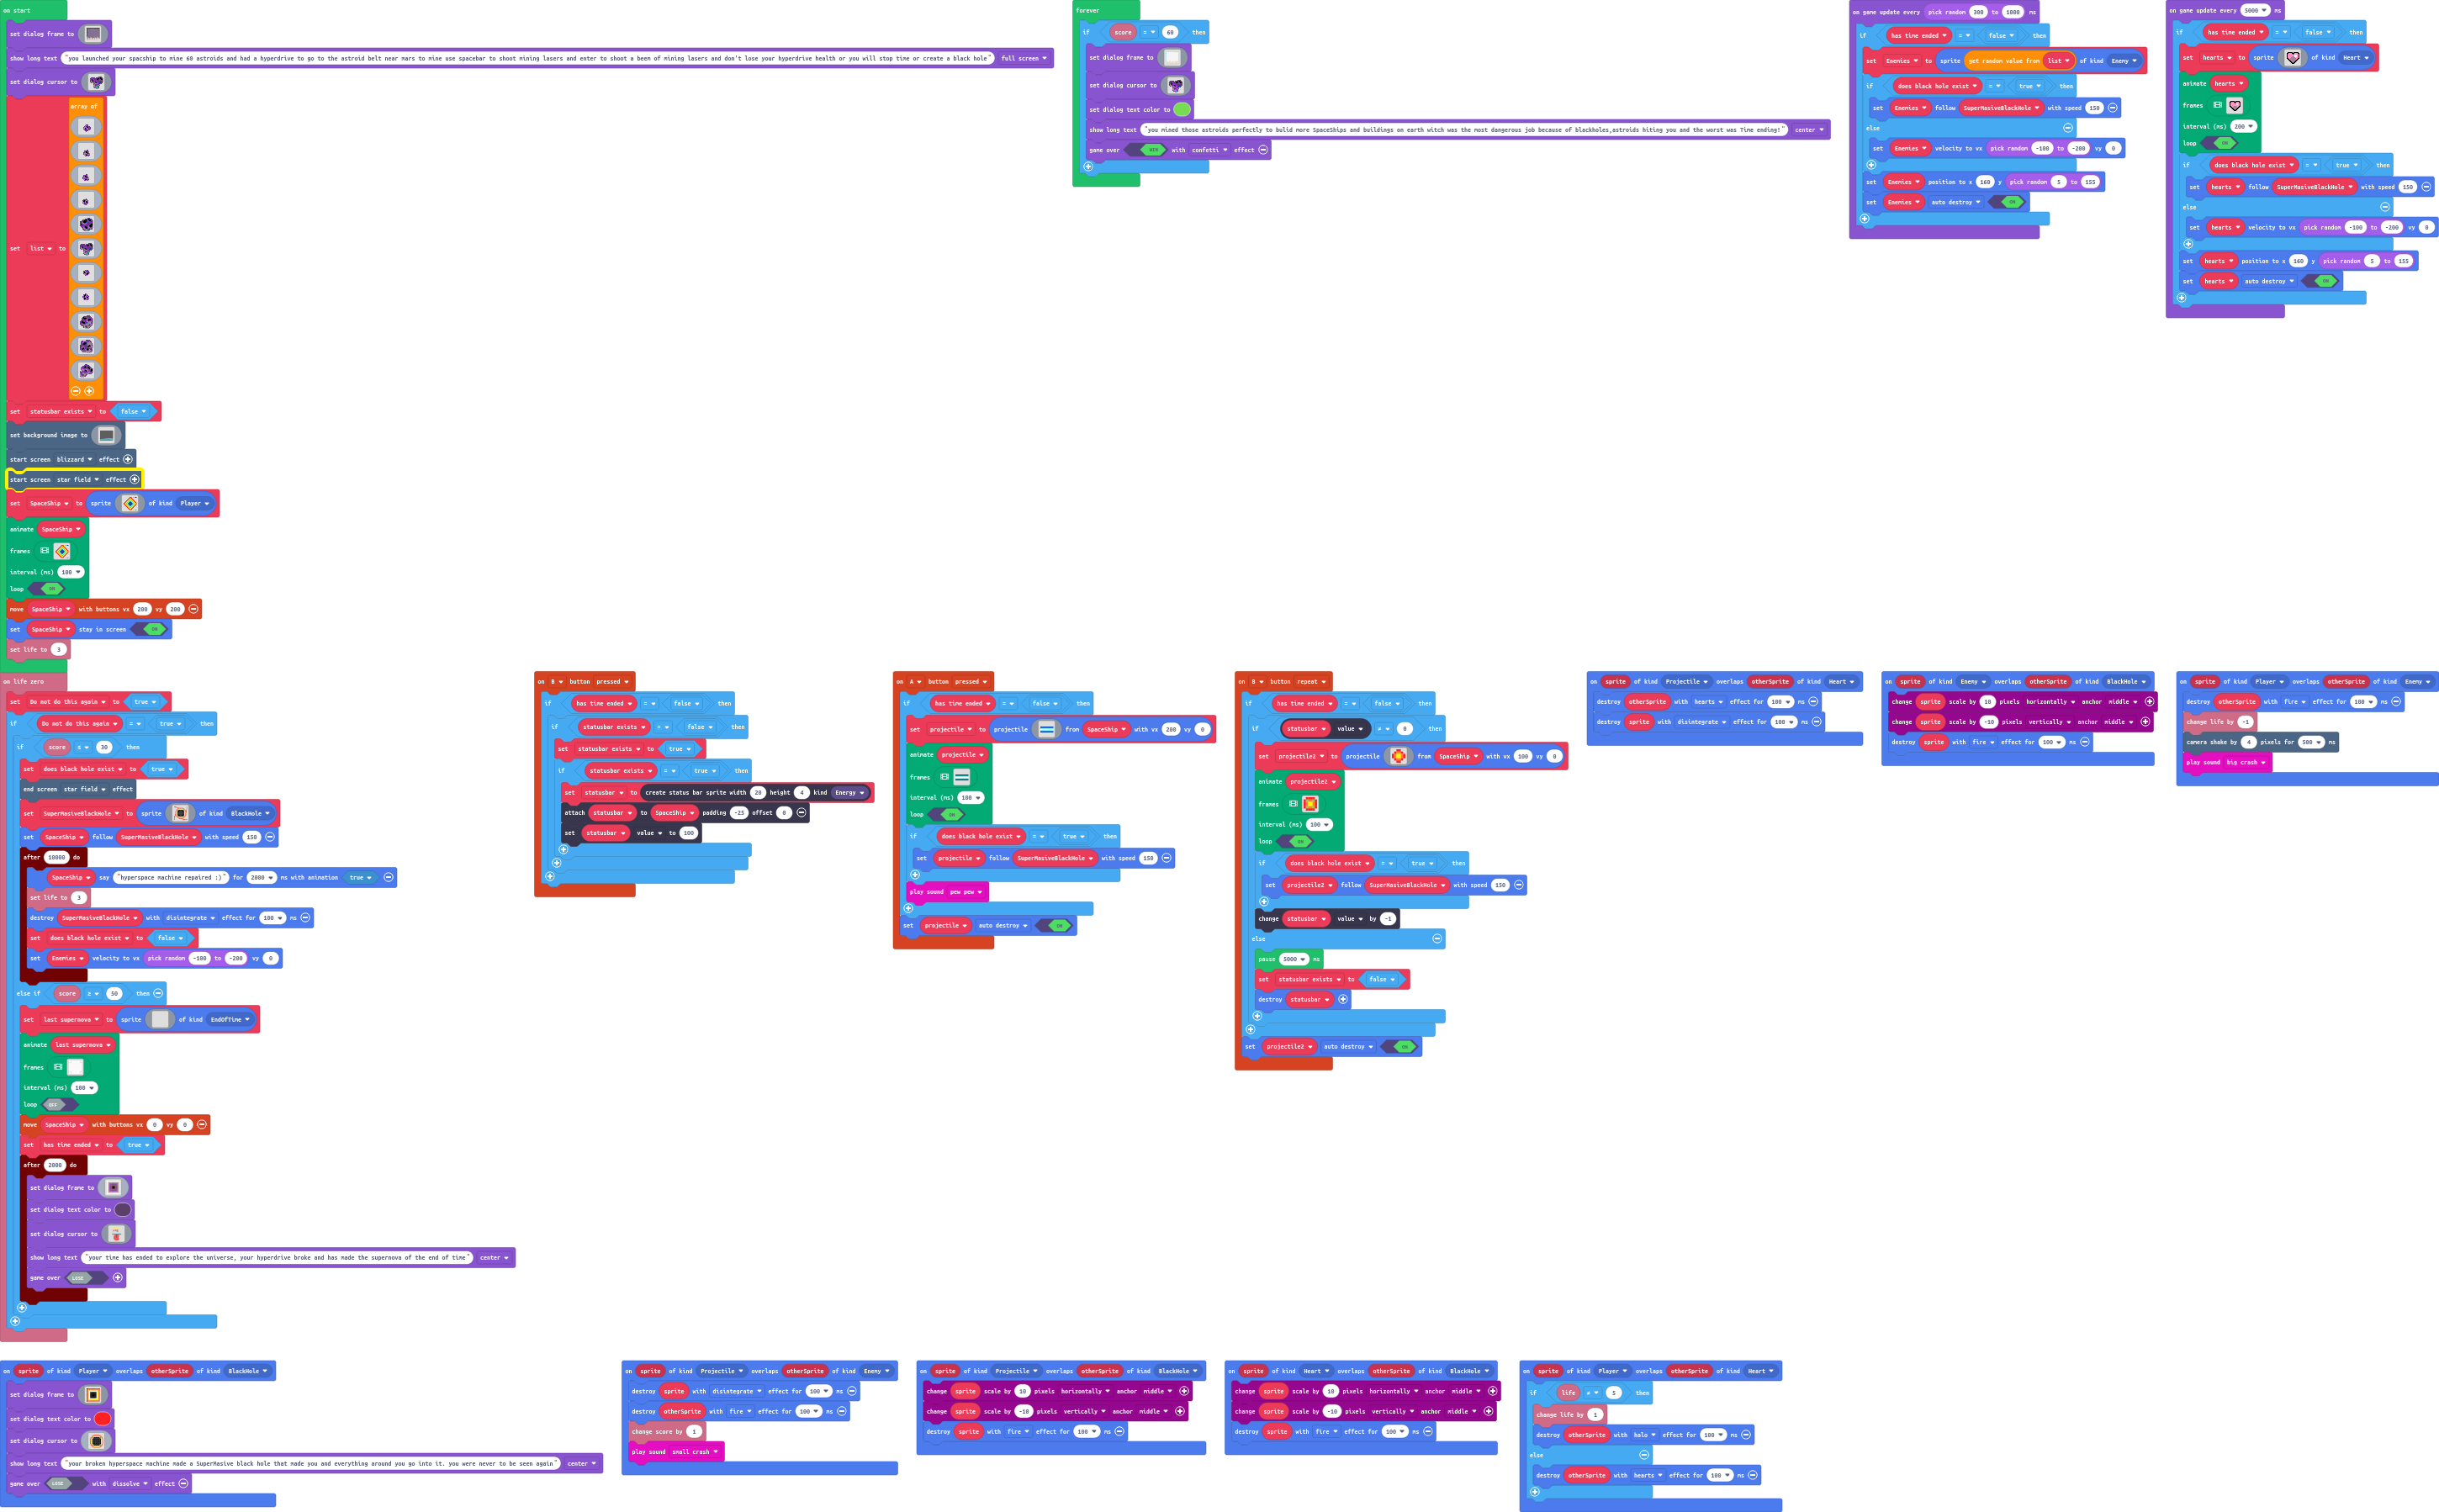 on start
set dialog frame to
show long text "you launched your spacship to mine 60 astroids and had a hyperdrive to go to the astroid belt near mars to mine use spacebar to shoot mining lasers and enter to shoot a beem of mining lasers and don't lose your hyperdrive health or you will stop time or create a black hole" full screen
set dialog cursor to
array of
set list to
set statusbar exists to false
set background image to
start screen blizzard effect
start screen star field effect
set SpaceShip to sprite of kind Player
animate SpaceShip
frames
interval (ms) 100
loop ON
move SpaceShip with buttons vx 200 vy 200
set SpaceShip stay in screen ON
set life to 3
forever
if score = 60 then
set dialog frame to
set dialog cursor to
set dialog text color to
show long text "you mined those astroids perfectly to bulid more SpaceShips and buildings on earth witch was the most dangerous job because of blackholes,astroids hiting you and the worst was Time ending!" center
game over WIN with confetti effect
on game update every pick random 300 to 1000 ms
if has time ended = false then
set Enemies to sprite get random value from list of kind Enemy
if does black hole exist = true then
set Enemies follow SuperMasiveBlackHole with speed 150
else
set Enemies velocity to vx pick random -100 to -200 vy 0
set Enemies position to x 160 y pick random 5 to 155
set Enemies auto destroy ON
on game update every 5000 ms
if has time ended = false then
set hearts to sprite of kind Heart
animate hearts
frames
interval (ms) 200
loop ON
if does black hole exist = true then
set hearts follow SuperMasiveBlackHole with speed 150
else
set hearts velocity to vx pick random -100 to -200 vy 0
set hearts position to x 160 y pick random 5 to 155
set hearts auto destroy ON
on life zero
set Do not do this again to true
if Do not do this again = true then
if score ≤ 30 then
set does black hole exist to true
end screen star field effect
set SuperMasiveBlackHole to sprite of kind BlackHole
set SpaceShip follow SuperMasiveBlackHole with speed 150
after 10000 do
SpaceShip say "hyperspace machine repaired :)" for 2000 ms with animation true
set life to 3
destroy SuperMasiveBlackHole with disintegrate effect for 100 ms
set does black hole exist to false
set Enemies velocity to vx pick random -100 to -200 vy 0
else if score ≥ 50 then
set last supernova to sprite of kind EndOfTime
animate last supernova
frames
interval (ms) 100
loop OFF
move SpaceShip with buttons vx 0 vy 0
set has time ended to true
after 2000 do
set dialog frame to
set dialog text color to
set dialog cursor to
show long text "your time has ended to explore the universe, your hyperdrive broke and has made the supernova of the end of time" center
game over LOSE
on B button pressed
if has time ended = false then
if statusbar exists = false then
set statusbar exists to true
if statusbar exists = true then
set statusbar to create status bar sprite width 20 height 4 kind Energy
attach statusbar to SpaceShip padding -25 offset 0
set statusbar value to 100
on A button pressed
if has time ended = false then
set projectile to projectile from SpaceShip with vx 200 vy 0
animate projectile
frames
interval (ms) 100
loop ON
if does black hole exist = true then
set projectile follow SuperMasiveBlackHole with speed 150
play sound pew pew
set projectile auto destroy ON
on B button repeat
if has time ended = false then
if statusbar value ≠ 0 then
set projectile2 to projectile from SpaceShip with vx 100 vy 0
animate projectile2
frames
interval (ms) 100
loop ON
if does black hole exist = true then
set projectile2 follow SuperMasiveBlackHole with speed 150
change statusbar value by -1
else
pause 5000 ms
set statusbar exists to false
destroy statusbar
set projectile2 auto destroy ON
on sprite of kind Projectile overlaps otherSprite of kind Heart
destroy otherSprite with hearts effect for 100 ms
destroy sprite with disintegrate effect for 100 ms
on sprite of kind Enemy overlaps otherSprite of kind BlackHole
change sprite scale by 10 pixels horizontally anchor middle
change sprite scale by -10 pixels vertically anchor middle
destroy sprite with fire effect for 100 ms
on sprite of kind Player overlaps otherSprite of kind Enemy
destroy otherSprite with fire effect for 100 ms
change life by -1
camera shake by 4 pixels for 500 ms
play sound big crash
on sprite of kind Player overlaps otherSprite of kind BlackHole
set dialog frame to
set dialog text color to
set dialog cursor to
show long text "your broken hyperspace machine made a SuperMasive black hole that made you and everything around you go into it. you were never to be seen again" center
game over LOSE with dissolve effect
on sprite of kind Projectile overlaps otherSprite of kind Enemy
destroy sprite with disintegrate effect for 100 ms
destroy otherSprite with fire effect for 100 ms
change score by 1
play sound small crash
on sprite of kind Projectile overlaps otherSprite of kind BlackHole
change sprite scale by 10 pixels horizontally anchor middle
change sprite scale by -10 pixels vertically anchor middle
destroy sprite with fire effect for 100 ms
on sprite of kind Heart overlaps otherSprite of kind BlackHole
change sprite scale by 10 pixels horizontally anchor middle
change sprite scale by -10 pixels vertically anchor middle
destroy sprite with fire effect for 100 ms
on sprite of kind Player overlaps otherSprite of kind Heart
if life ≠ 5 then
change life by 1
destroy otherSprite with halo effect for 100 ms
else
destroy otherSprite with hearts effect for 100 ms